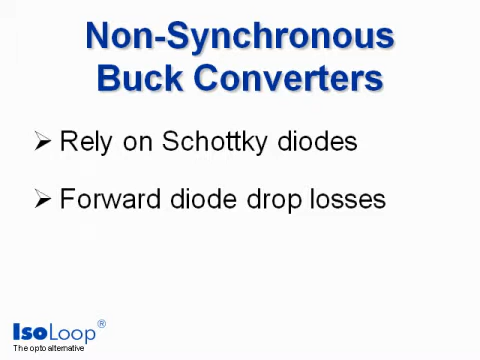 Non-Synchronous
Buck Converters
➢ Rely on Schottky diodes
➢ Forward diode drop losses
IsoLoop®
The opto alternative